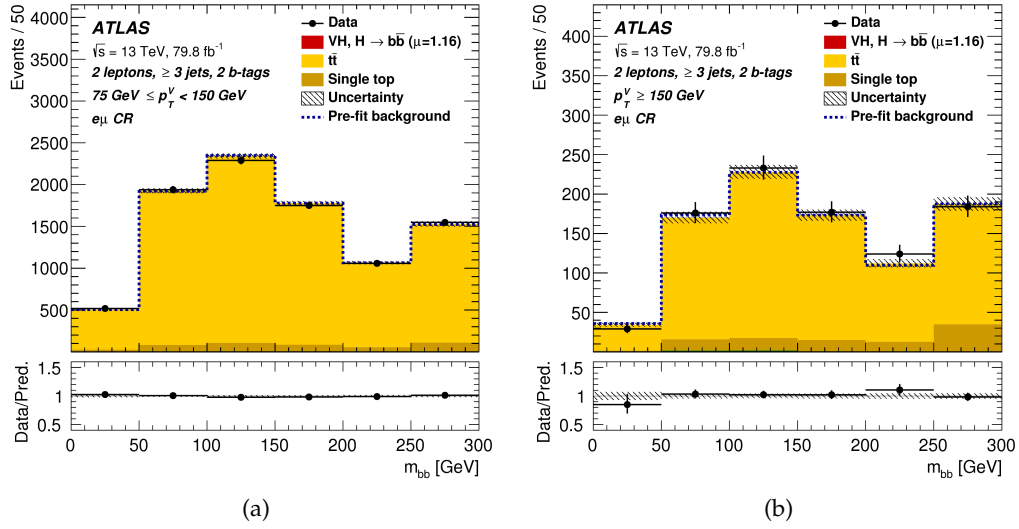 Events / 50
4000
3500
3000
2500
2000
1500
1000
500
ATLAS
√s = 13 TeV, 79.8 fb⁻¹
2 leptons, ≥ 3 jets, 2 b-tags
75 GeV ≤ p_T^V < 150 GeV
eμ CR
Data
VH, H → bb̄ (μ=1.16)
tt̄
Single top
Uncertainty
Pre-fit background
Data/Pred.
1.5
1
0.5
0 50 100 150 200 250 300
m_bb [GeV]
(a)
Events / 50
400
350
300
250
200
150
100
50
ATLAS
√s = 13 TeV, 79.8 fb⁻¹
2 leptons, ≥ 3 jets, 2 b-tags
p_T^V ≥ 150 GeV
eμ CR
Data
VH, H → bb̄ (μ=1.16)
tt̄
Single top
Uncertainty
Pre-fit background
Data/Pred.
1.5
1
0.5
0 50 100 150 200 250 300
m_bb [GeV]
(b)